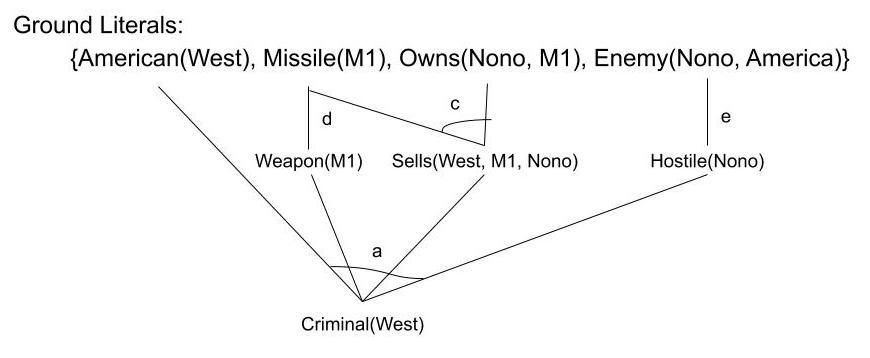 Ground Literals:
{American(West), Missile(M1), Owns(Nono, M1), Enemy(Nono, America)}
c
d
e
Weapon(M1) Sells(West, M1, Nono) Hostile(Nono)
a
Criminal(West)